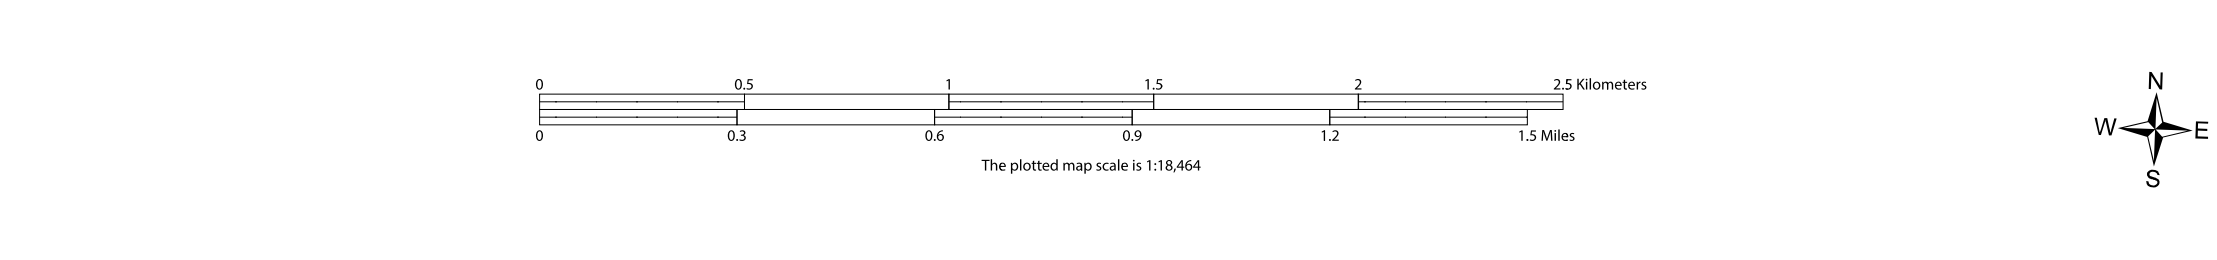 0 0.5 1 1.5 2 2.5 Kilometers
0 0.3 0.6 0.9 1.2 1.5 Miles
The plotted map scale is 1:18,464
N
W E
S